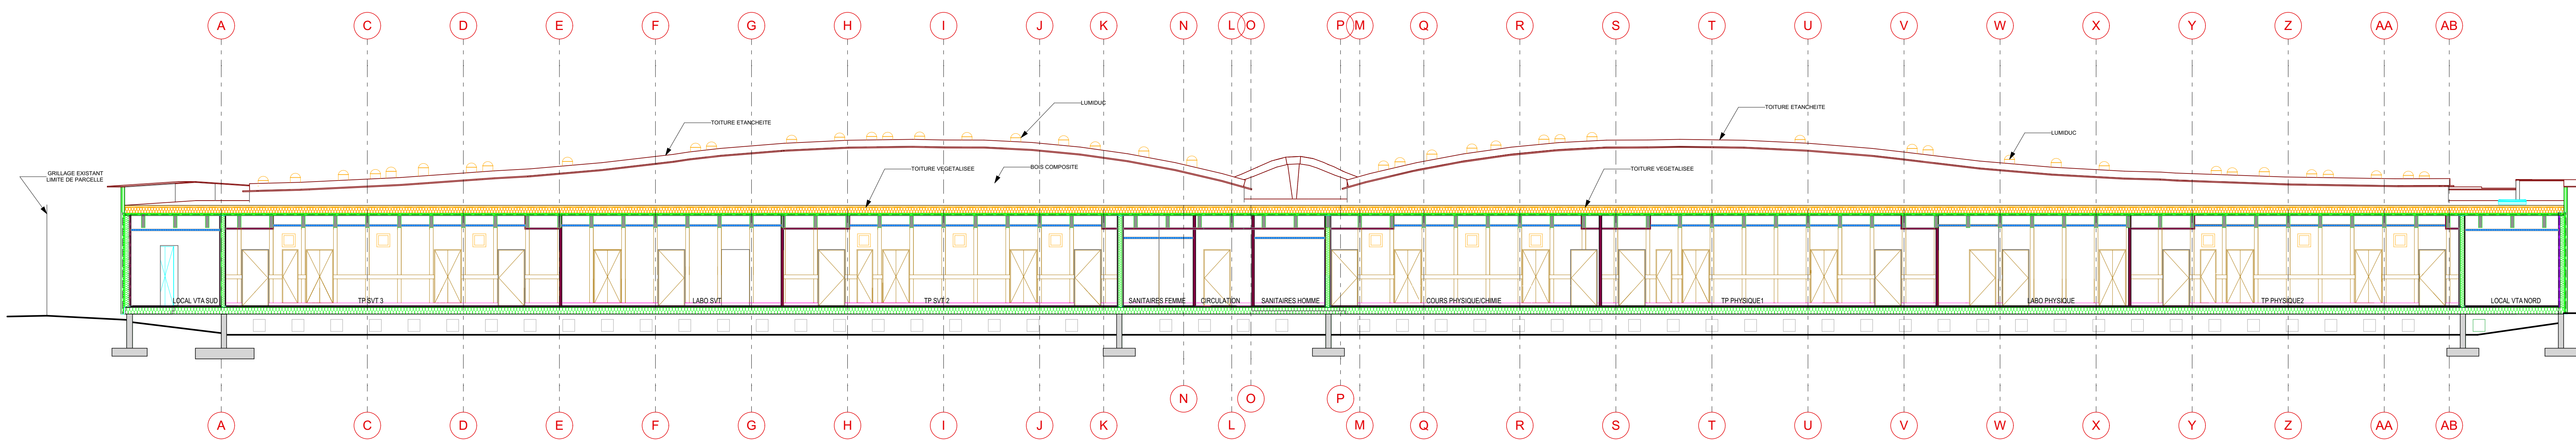 A C D E F G H I J K N L O P M Q R S T U V W X Y Z AA AB
LUMIDUC
TOITURE ETANCHEITE
TOITURE ETANCHEITE
LUMIDUC
BOIS COMPOSITE
TOITURE VEGETALISEE
TOITURE VEGETALISEE
GRILLAGE EXISTANT
LIMITE DE PARCELLE
LOCAL VTA SUD TP SVT 3 LABO SVT TP SVT 2 SANITAIRES FEMME CIRCULATION SANITAIRES HOMME COURS PHYSIQUE/CHIMIE TP PHYSIQUE1 LABO PHYSIQUE TP PHYSIQUE2 LOCAL VTA NORD
N O P
A C D E F G H I J K L M Q R S T U V W X Y Z AA AB